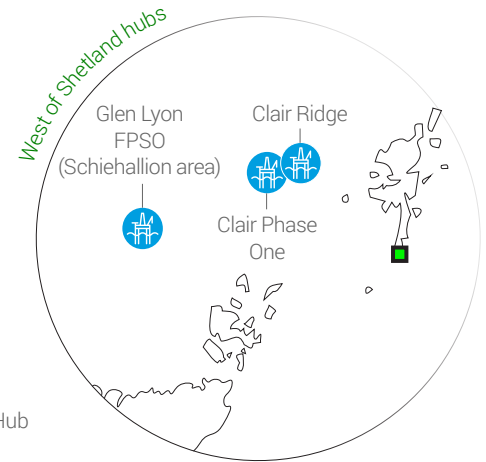 West of Shetland hubs
Glen Lyon
FPSO
(Schiehallion area)
Clair Ridge
Clair Phase
One
Hub